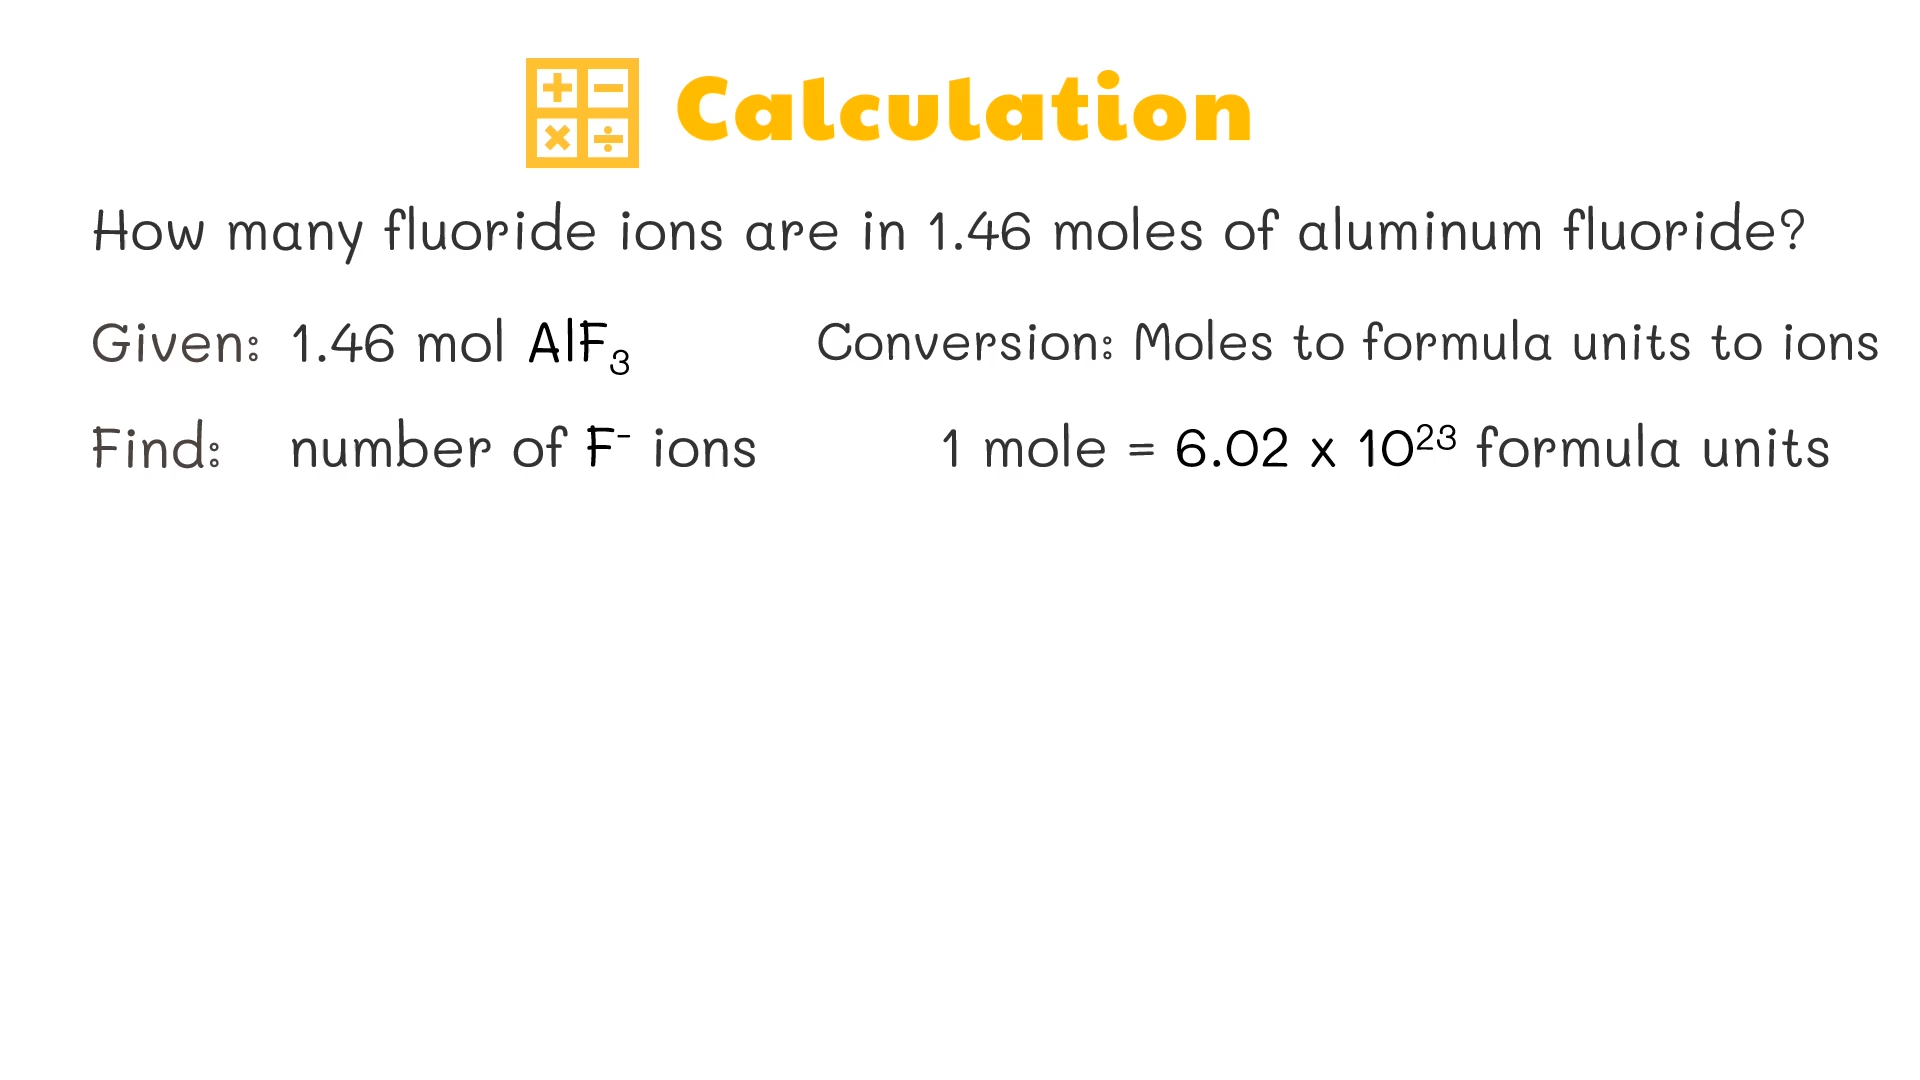 Calculation
How many fluoride ions are in 1.46 moles of aluminum fluoride?
Given: 1.46 mol AlF₃
Conversion: Moles to formula units to ions
Find: number of F⁻ ions
1 mole = 6.02 x 10²³ formula units